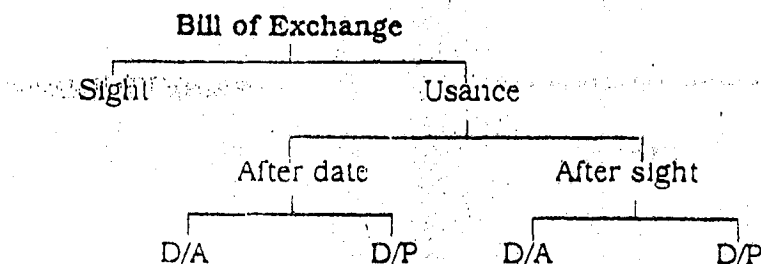 Bill of Exchange
Sight Usance
After date After sight
D/A D/P D/A D/P